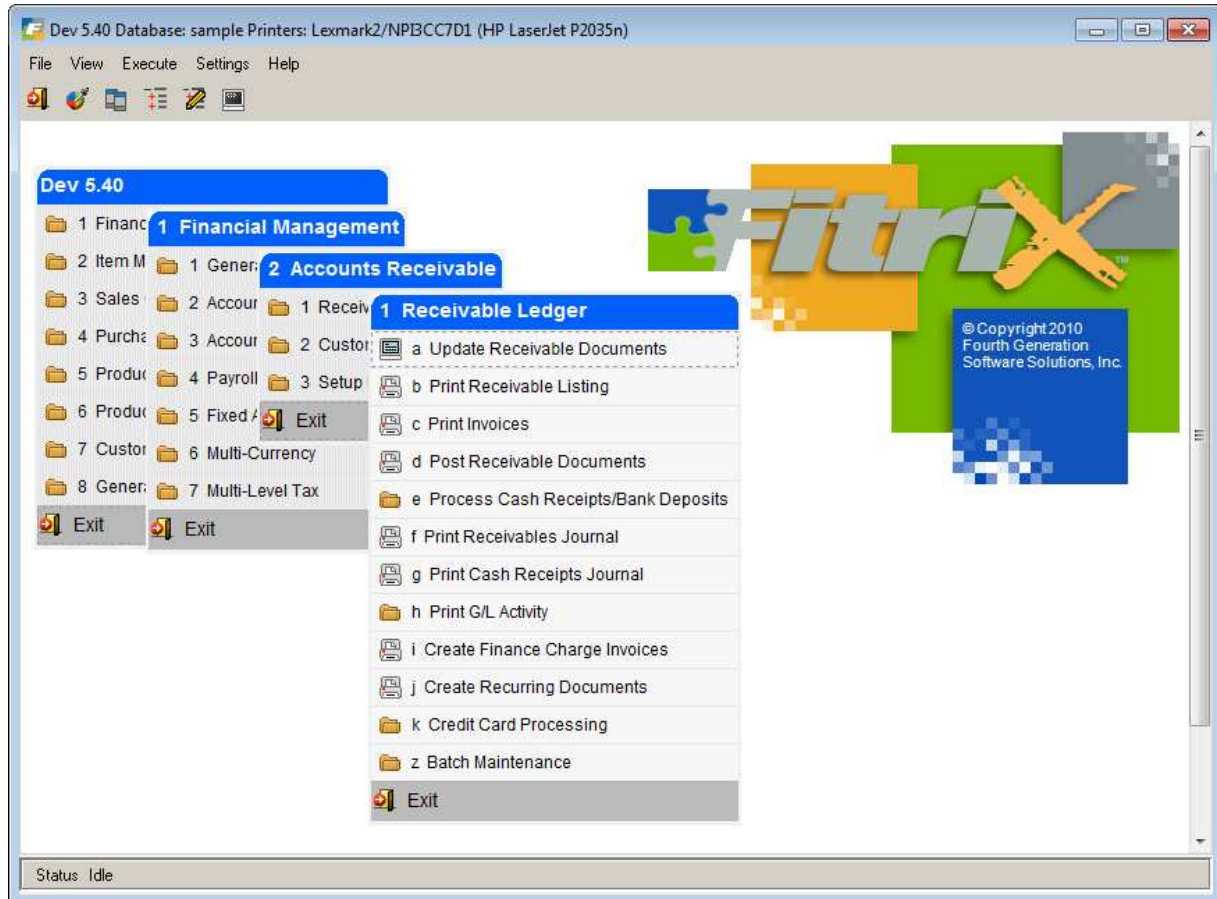 Dev 5.40 Database: sample Printers: Lexmark2/NPI3CC7D1 (HP LaserJet P2035n)
File View Execute Settings Help
Dev 5.40
1 Financ
2 Item M
3 Sales
4 Purcha
5 Produc
6 Produc
7 Custor
8 Genera
Exit
1 Financial Management
1 Genera
2 Accour
3 Accour
4 Payroll
5 Fixed A
6 Multi-Currency
7 Multi-Level Tax
Exit
2 Accounts Receivable
1 Receiv
2 Custor
3 Setup
Exit
1 Receivable Ledger
a Update Receivable Documents
b Print Receivable Listing
c Print Invoices
d Post Receivable Documents
e Process Cash Receipts/Bank Deposits
f Print Receivables Journal
g Print Cash Receipts Journal
h Print G/L Activity
i Create Finance Charge Invoices
j Create Recurring Documents
k Credit Card Processing
z Batch Maintenance
Exit
FitriX
TM
© Copyright 2010
Fourth Generation
Software Solutions, Inc.
Status Idle